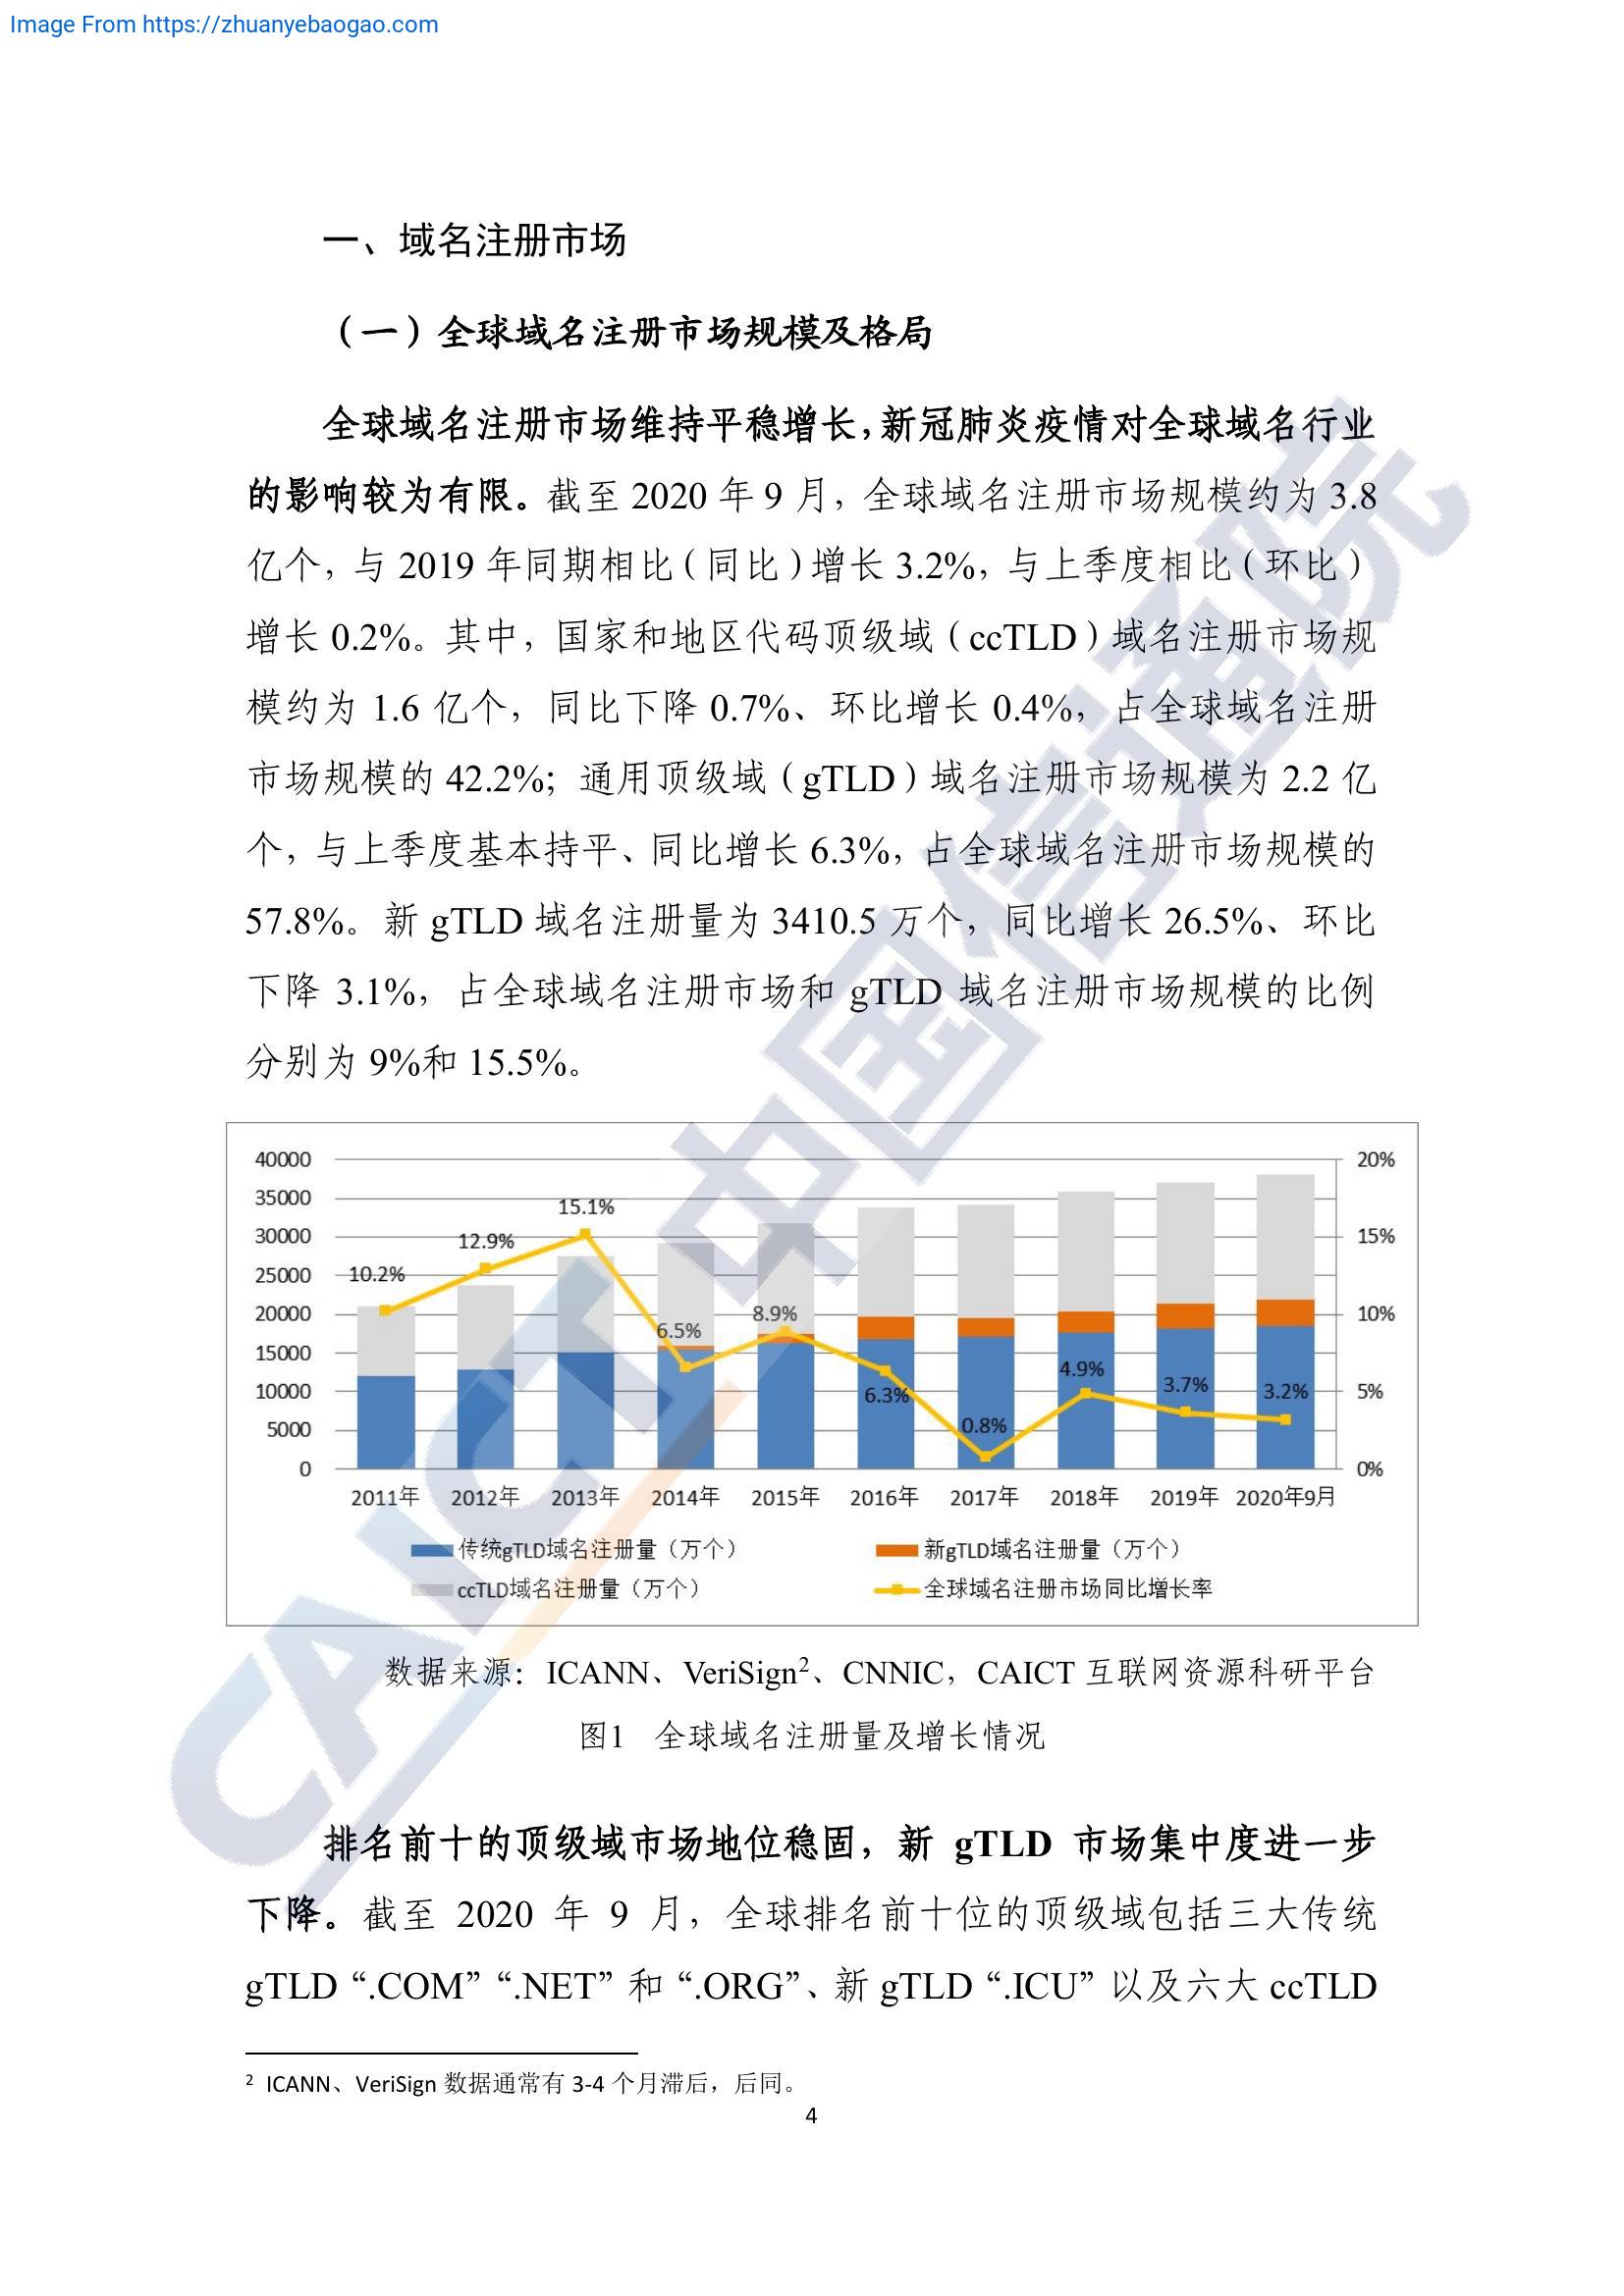 Image From https://zhuanyebaogao.com
一、域名注册市场
（一）全球域名注册市场规模及格局
全球域名注册市场维持平稳增长，新冠肺炎疫情对全球域名行业
的影响较为有限。截至 2020 年 9 月，全球域名注册市场规模约为 3.8
亿个，与 2019 年同期相比（同比）增长 3.2%，与上季度相比（环比）
增长 0.2%。其中，国家和地区代码顶级域（ccTLD）域名注册市场规
模约为 1.6 亿个，同比下降 0.7%、环比增长 0.4%，占全球域名注册
市场规模的 42.2%；通用顶级域（gTLD）域名注册市场规模为 2.2 亿
个，与上季度基本持平、同比增长 6.3%，占全球域名注册市场规模的
57.8%。新 gTLD 域名注册量为 3410.5 万个，同比增长 26.5%、环比
下降 3.1%，占全球域名注册市场和 gTLD 域名注册市场规模的比例
分别为 9%和 15.5%。
40000 20%
35000
15.1%
30000 15%
12.9%
25000
10.2%
20000 10%
8.9%
6.5%
15000
4.9%
3.7%
10000 5%
6.3%
3.2%
5000
0.8%
0 0%
2011年 2012年 2013年 2014年 2015年 2016年 2017年 2018年 2019年 2020年9月
传统gTLD域名注册量（万个） 新gTLD域名注册量（万个）
ccTLD域名注册量（万个） 全球域名注册市场同比增长率
数据来源：ICANN、VeriSign2、CNNIC，CAICT 互联网资源科研平台
图1 全球域名注册量及增长情况
排名前十的顶级域市场地位稳固，新 gTLD 市场集中度进一步
下降。截至 2020 年 9 月，全球排名前十位的顶级域包括三大传统
gTLD “.COM” “.NET” 和 “.ORG”、新 gTLD “.ICU” 以及六大 ccTLD
2 ICANN、VeriSign 数据通常有 3-4 个月滞后，后同。
4
CAICT 中国信通院